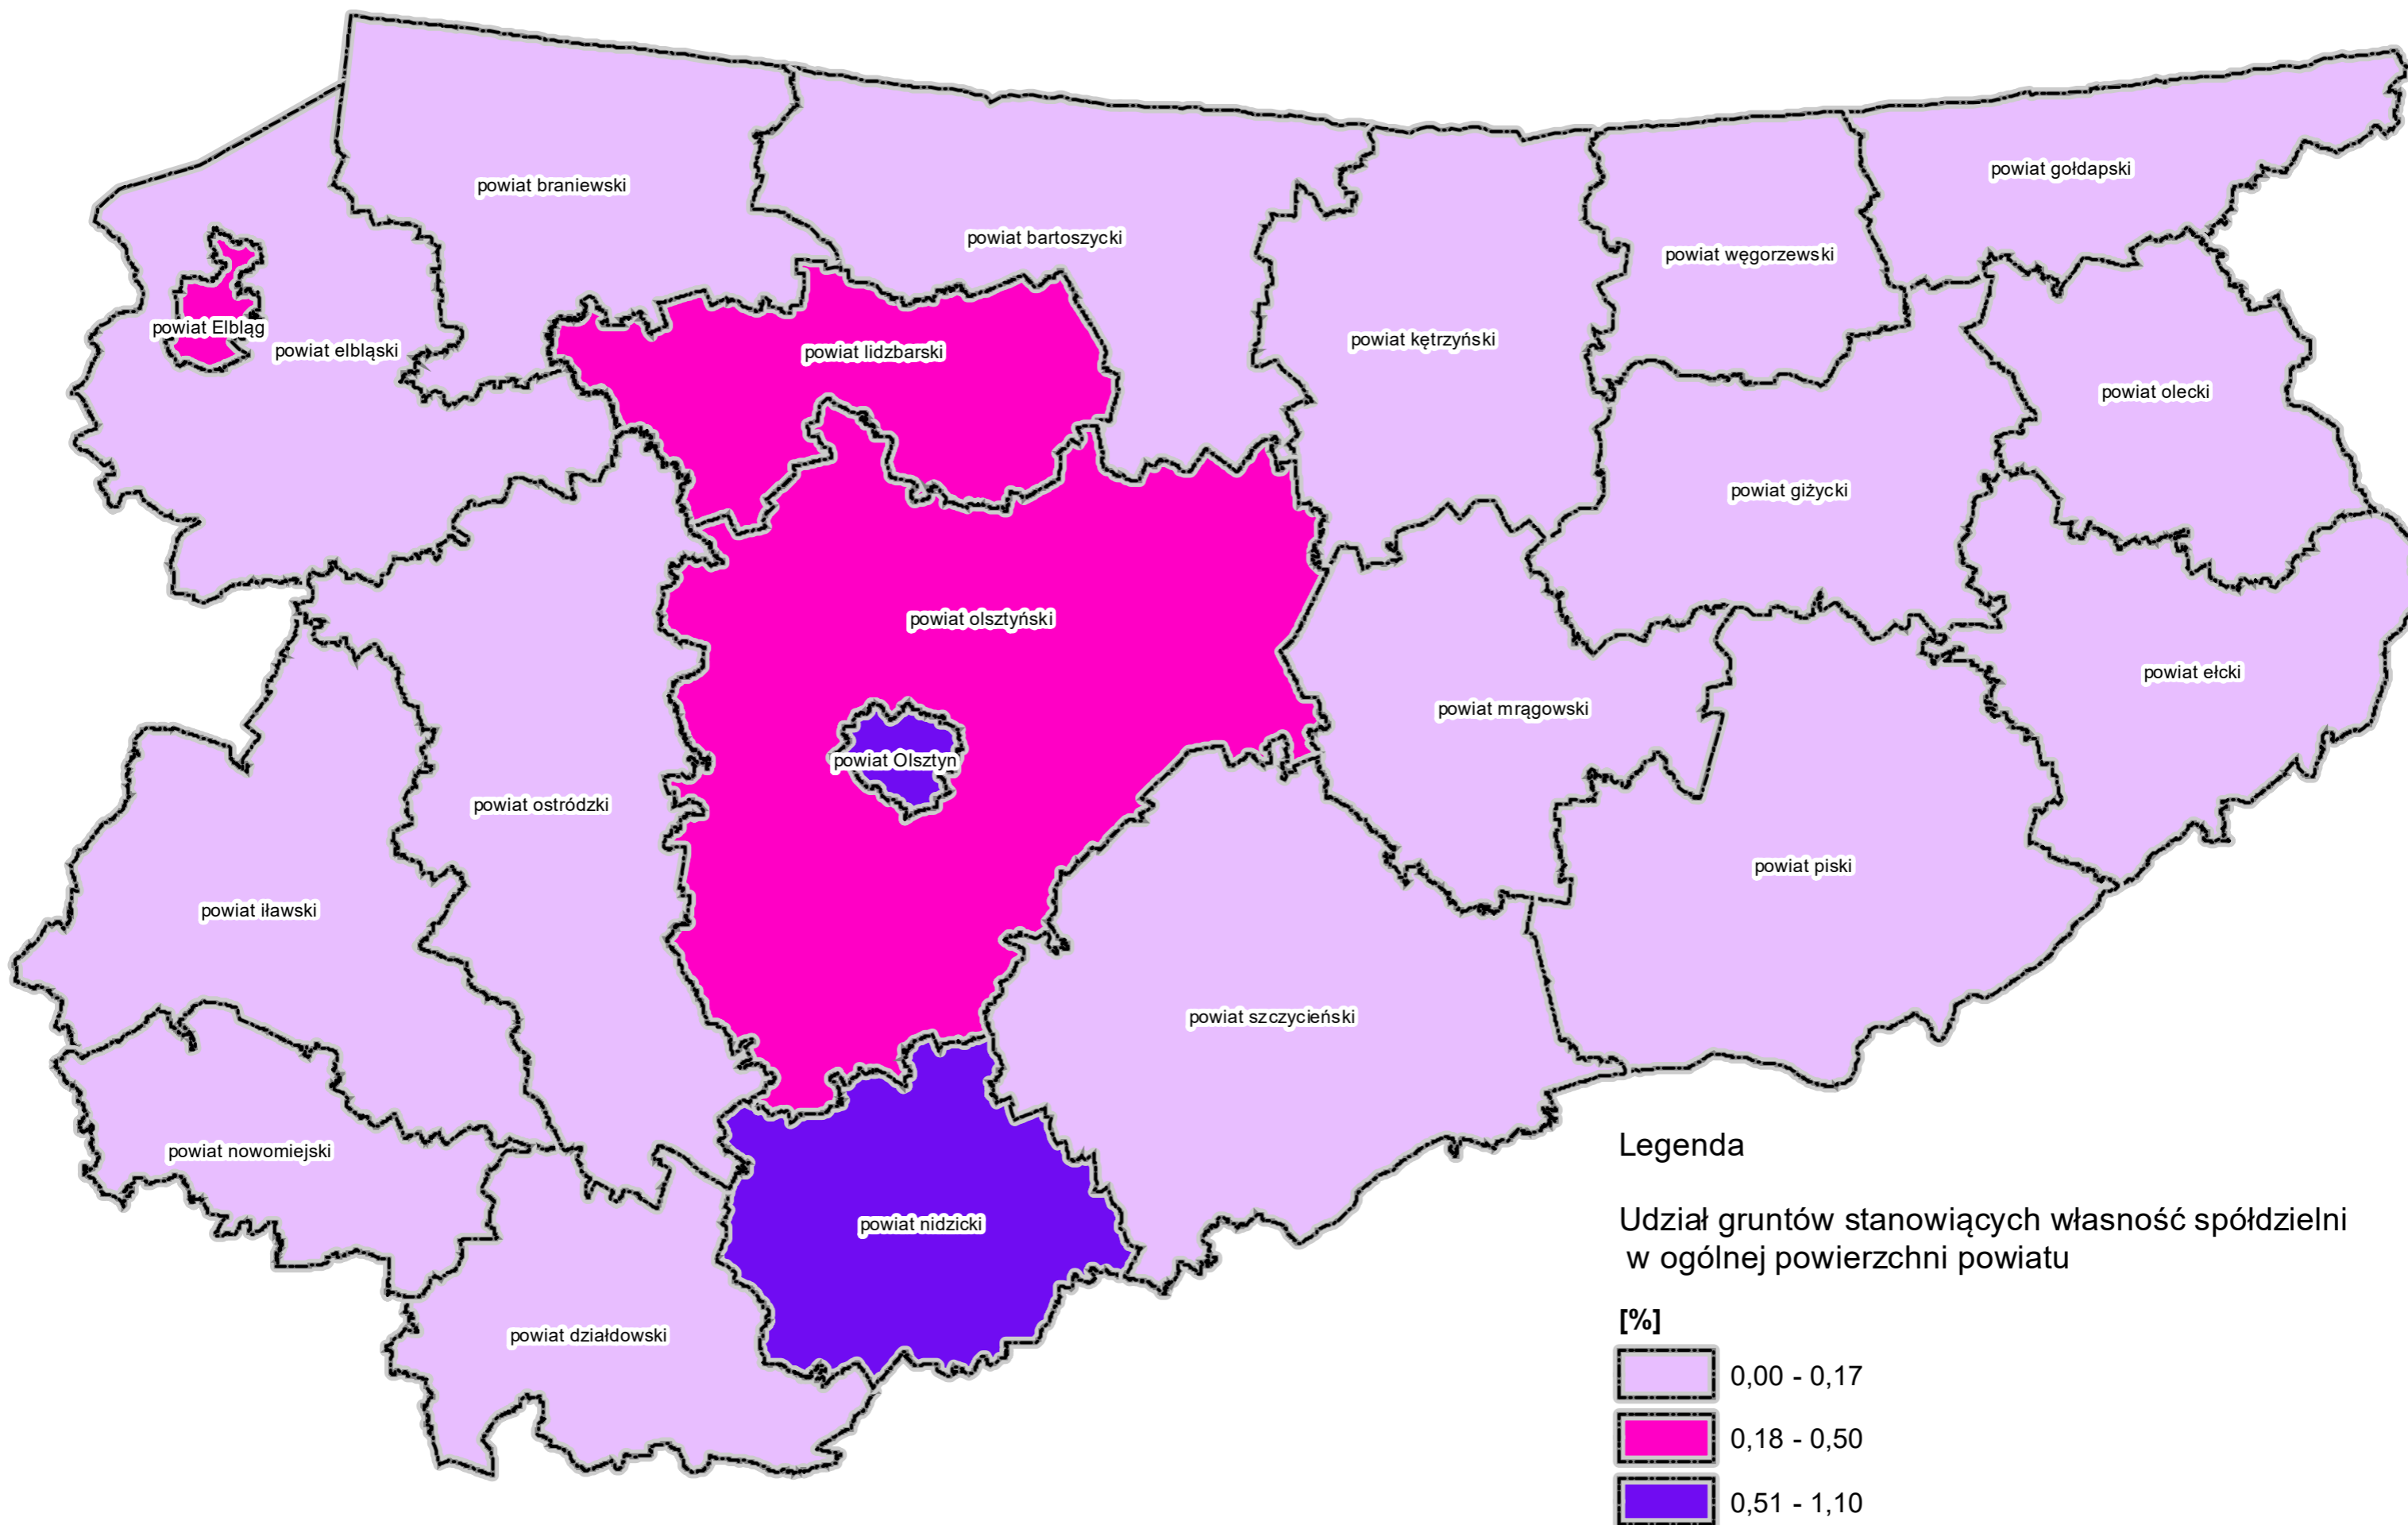 powiat gołdapski
powiat braniewski
powiat bartoszycki
powiat węgorzewski
powiat Elbląg
powiat kętrzyński
powiat elbląski
powiat lidzbarski
powiat olecki
powiat giżycki
powiat olsztyński
powiat ełcki
powiat mrągowski
powiat Olsztyn
powiat ostródzki
powiat piski
powiat iławski
powiat szczycieński
powiat nowomiejski
powiat nidzicki
powiat działdowski
Legenda
Udział gruntów stanowiących własność spółdzielni
w ogólnej powierzchni powiatu
[%]
0,00 - 0,17
0,18 - 0,50
0,51 - 1,10